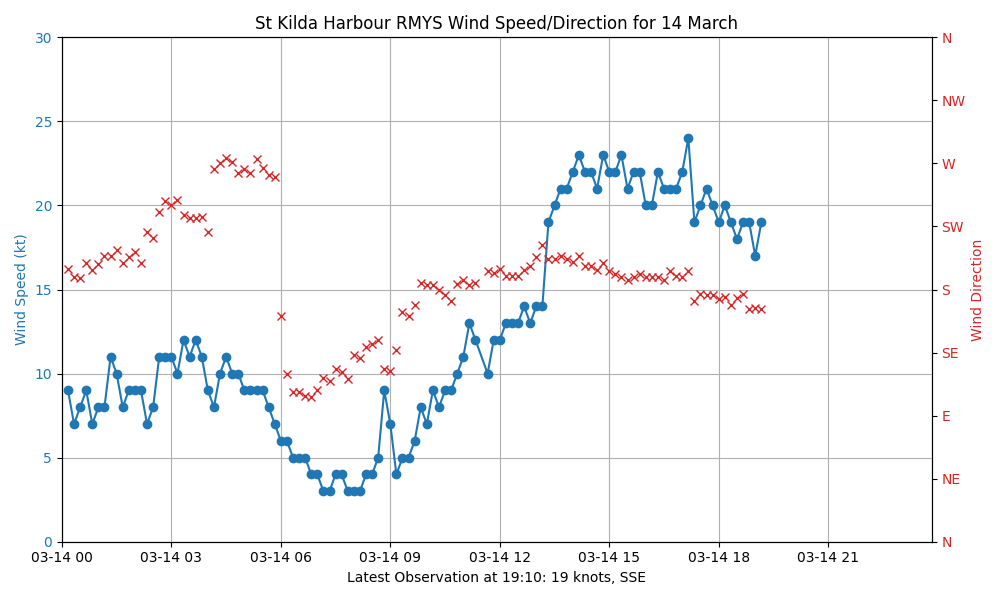 St Kilda Harbour RMYS Wind Speed/Direction for 14 March
Wind Speed (kt)
30
25
20
15
10
5
0
N
NW
W
SW
S
SE
E
NE
N
Wind Direction
03-14 00
03-14 03
03-14 06
03-14 09
03-14 12
03-14 15
03-14 18
03-14 21
Latest Observation at 19:10: 19 knots, SSE